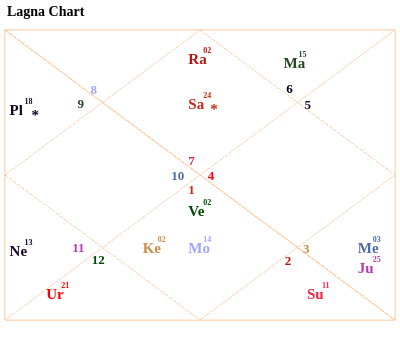 Lagna Chart
Ra 02
Ma 15
8
6
Pl 18 *
9
Sa 24 *
5
7
10
4
1
Ve 02
Ne 13
11
12
Ke 02
Mo 14
3
2
Me 03
Ju 25
Ur 21
Su 11